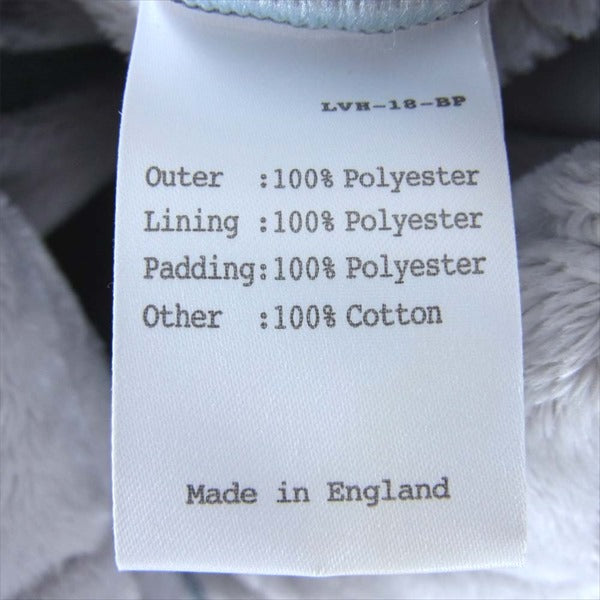 LVH-18-BP
Outer :100% Polyester
Lining :100% Polyester
Padding:100% Polyester
Other :100% Cotton
Made in England